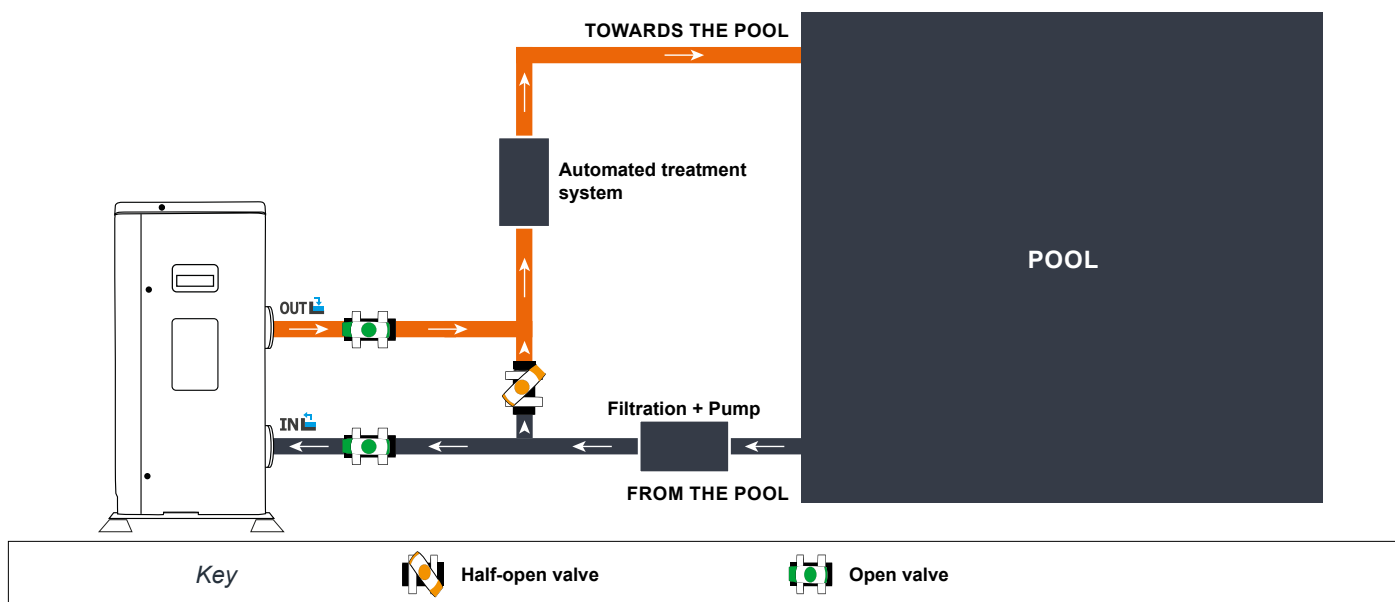 TOWARDS THE POOL
Automated treatment
system
POOL
OUT
IN
Filtration + Pump
FROM THE POOL
Key
Half-open valve
Open valve